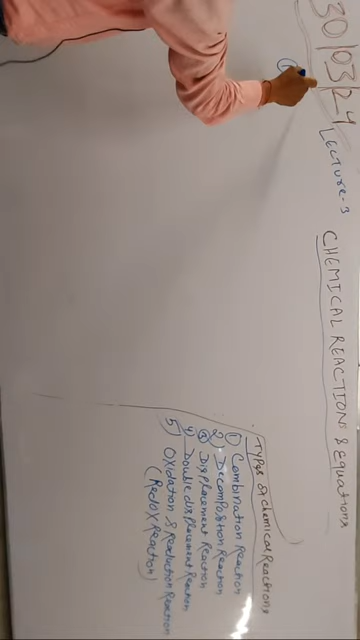 30/03/24
Lecture-3
CHEMICAL REACTIONS & Equations
Types of chemical Reactions
① Combination Reaction
2) Decomposition Reaction
③ Displacement Reaction
4) Double displacement Reaction
5) Oxidation & Reduction Reaction
(Redox Reaction)